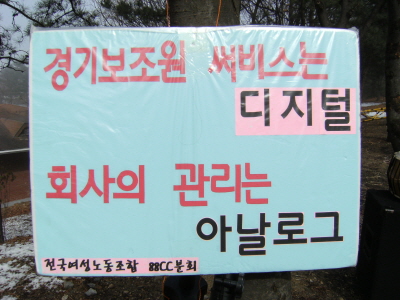 경기보조원 써비스는
디지털
회사의 관리는
아날로그
전국여성노동조합 88CC분회